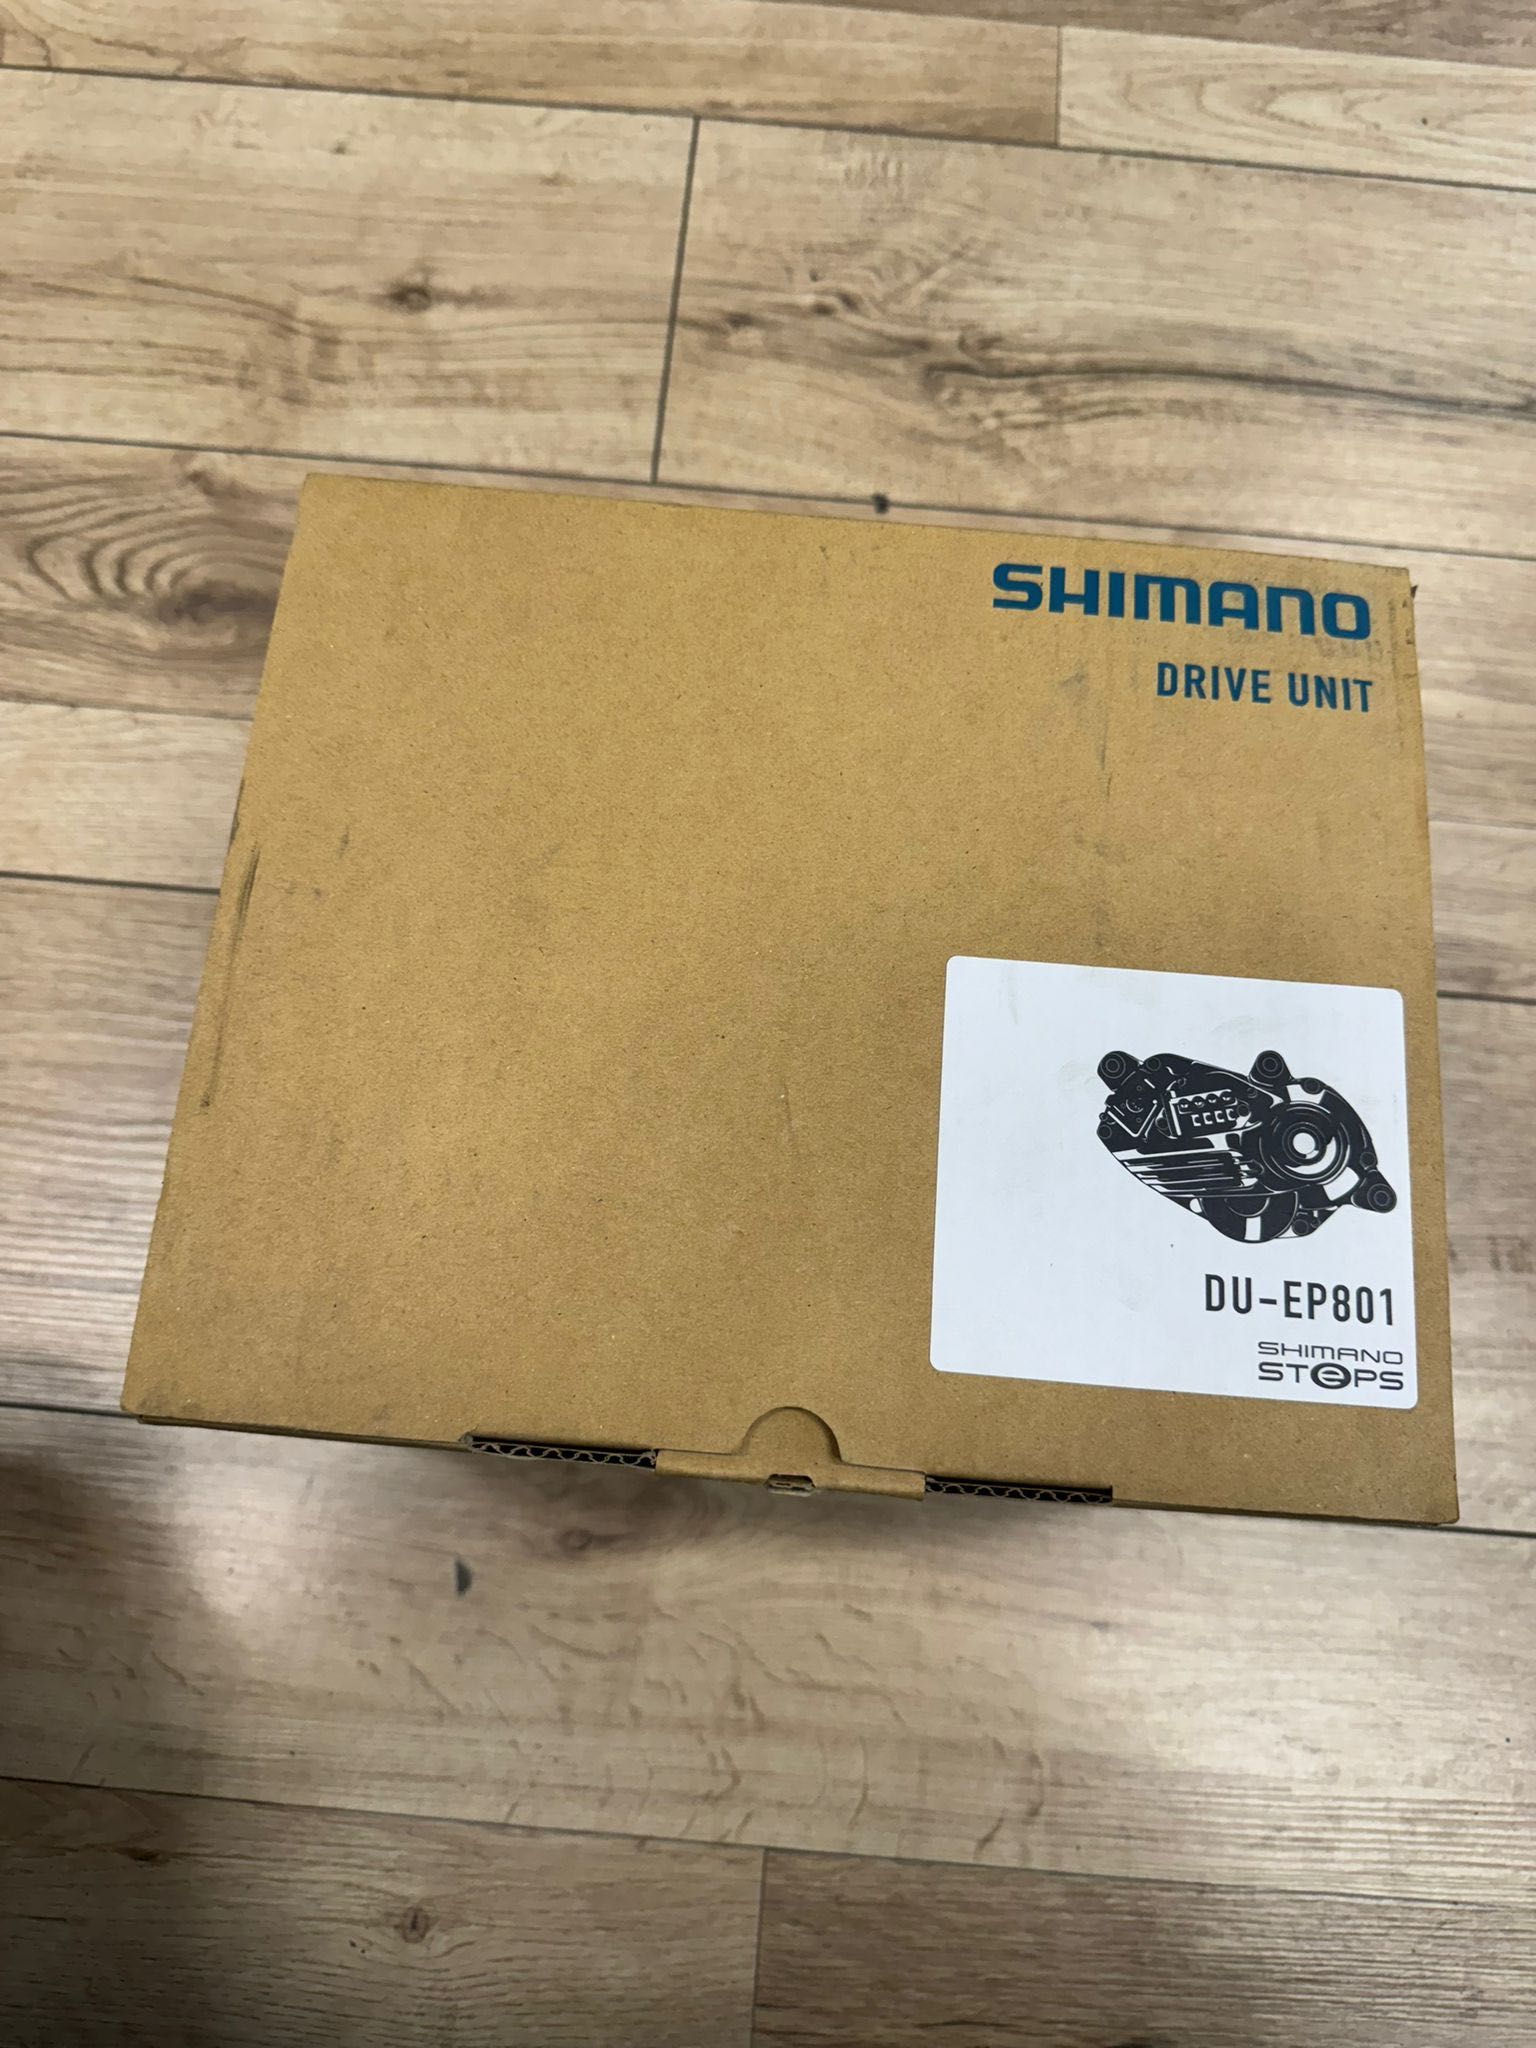 SHIMANO
DRIVE UNIT
DU-EP801
SHIMANO
STePS